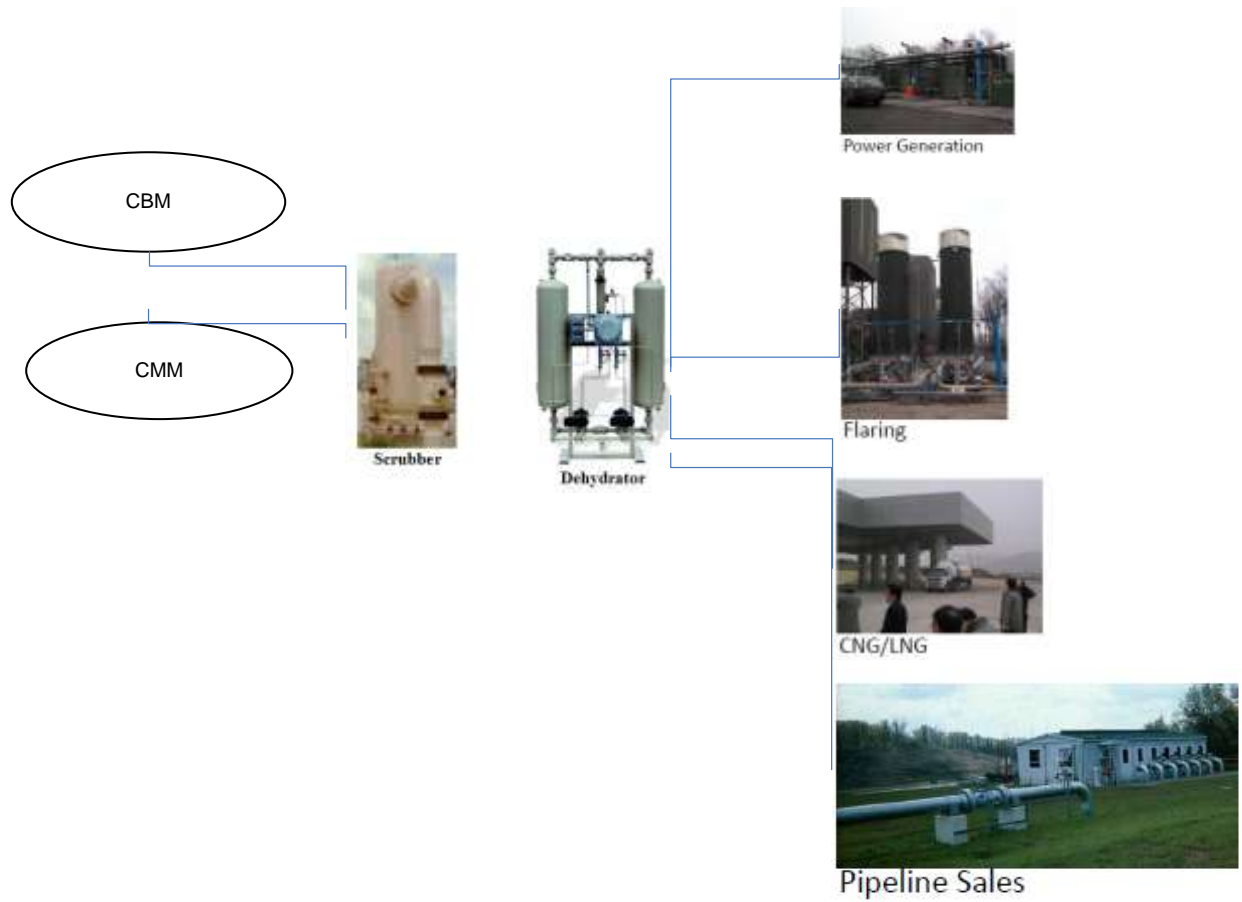 CBM
CMM
Scrubber
Dehydrator
Power Generation
Flaring
CNG/LNG
Pipeline Sales